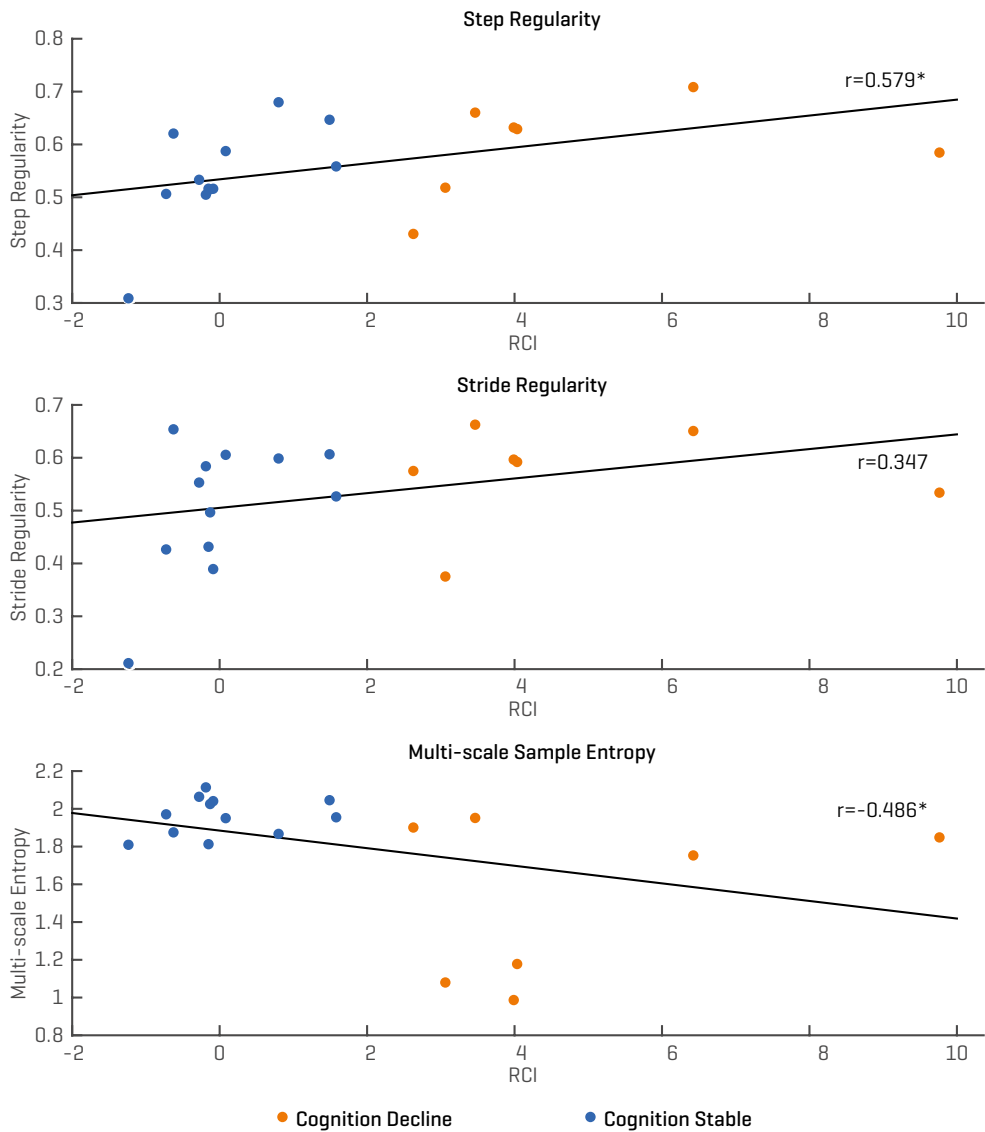 Step Regularity
0.8
0.7
0.6
0.5
0.4
0.3
Step Regularity
r=0.579*
-2 0 2 4 6 8 10
RCI
Stride Regularity
0.7
0.6
0.5
0.4
0.3
0.2
Stride Regularity
r=0.347
-2 0 2 4 6 8 10
RCI
Multi-scale Sample Entropy
2.2
2
1.8
1.6
1.4
1.2
1
0.8
Multi-scale Entropy
r=-0.486*
-2 0 2 4 6 8 10
RCI
Cognition Decline Cognition Stable